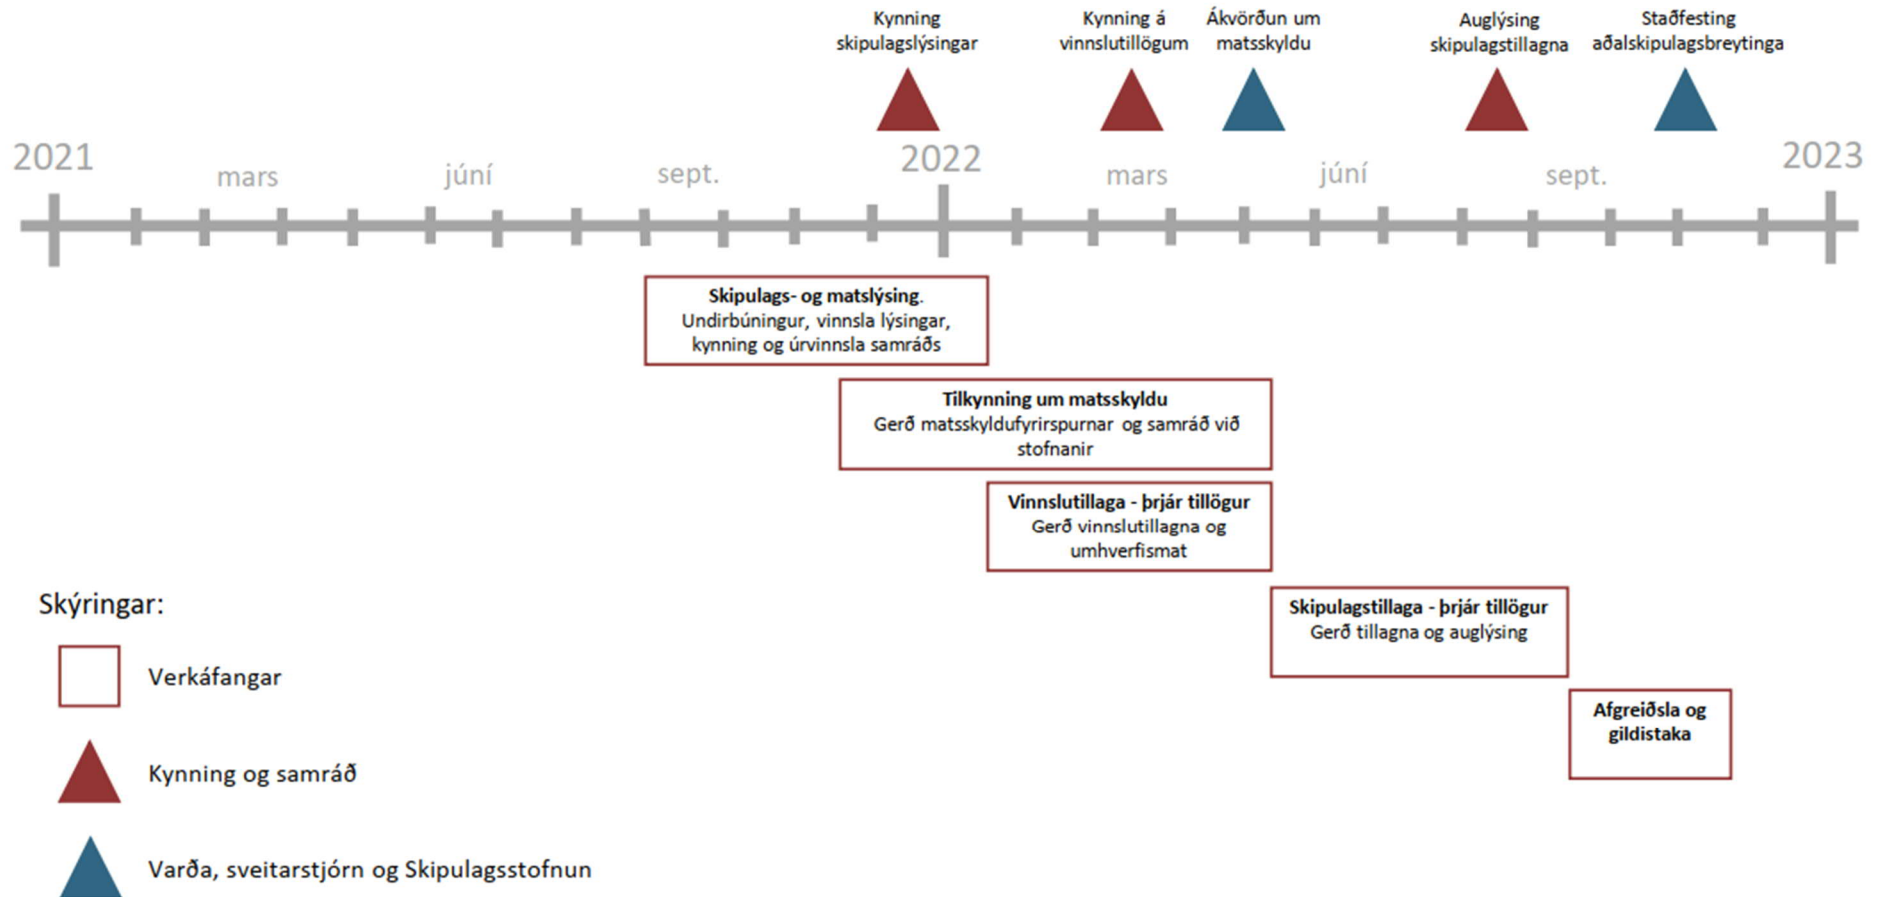 Kynning
skipulagslýsingar
Kynning á
vinnslutillögum
Ákvörðun um
matsskyldu
Auglýsing
skipulagstillagna
Staðfesting
aðalskipulagsbreytinga
2021
mars
júní
sept.
2022
mars
júní
sept.
2023
Skipulags- og matslýsing.
Undirbúningur, vinnsla lýsingar,
kynning og úrvinnsla samráðs
Tilkynning um matsskyldu
Gerð matsskyldufyrirspurnar og samráð við
stofnanir
Vinnslutillaga - þrjár tillögur
Gerð vinnslutillagna og
umhverfismat
Skipulagstillaga - þrjár tillögur
Gerð tillagna og auglýsing
Afgreiðsla og
gildistaka
Skýringar:
Verkáfangar
Kynning og samráð
Varða, sveitarstjórn og Skipulagsstofnun